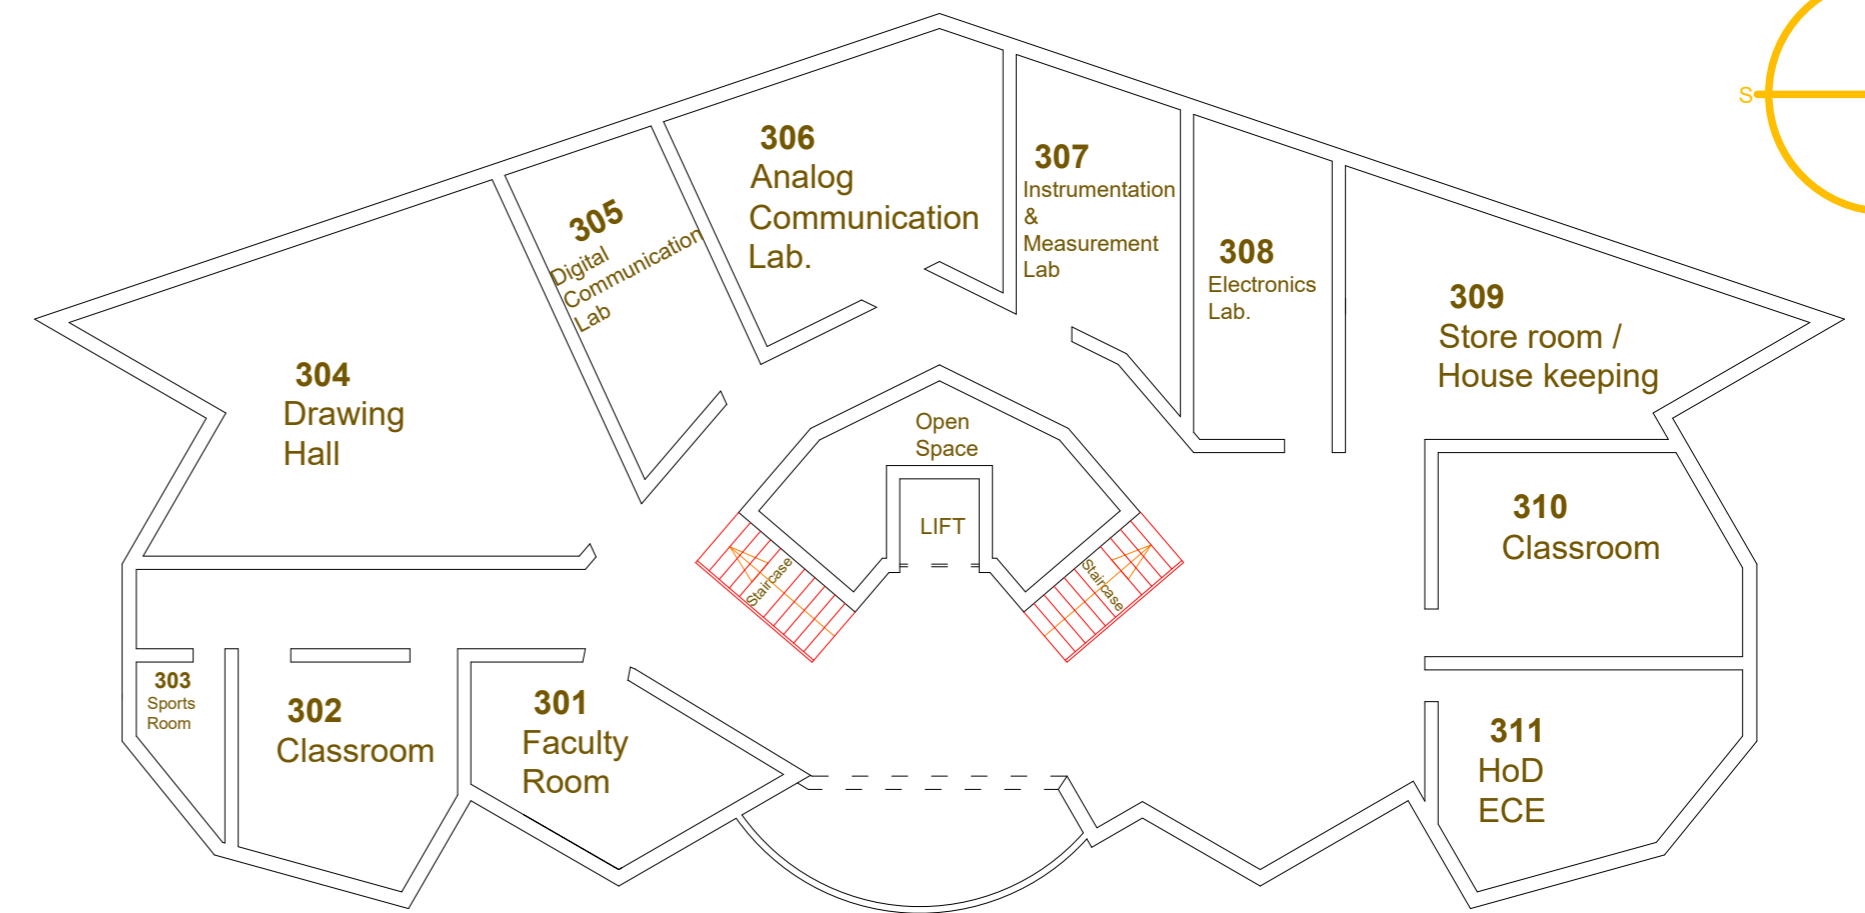 S
306
Analog
Communication
Lab.
307
Instrumentation
&
Measurement
Lab
305
Digital
Communication
Lab
308
Electronics
Lab.
309
Store room /
House keeping
304
Drawing
Hall
Open
Space
LIFT
Staircase
Staircase
310
Classroom
303
Sports
Room
302
Classroom
301
Faculty
Room
311
HoD
ECE